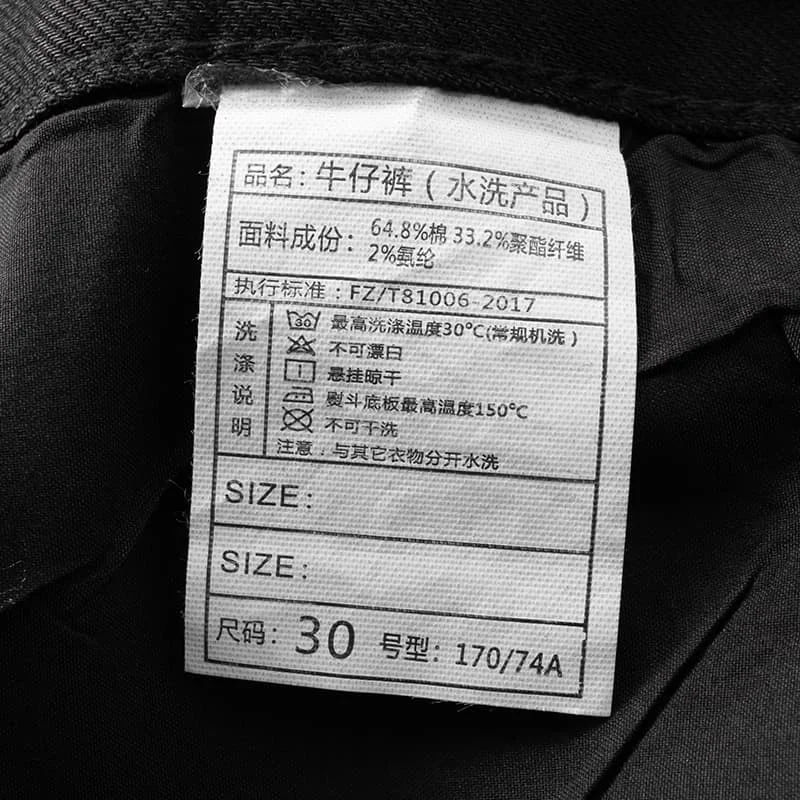 品名：牛仔裤（水洗产品）
面料成份：64.8%棉 33.2%聚酯纤维
2%氨纶
执行标准：FZ/T81006-2017
洗涤说明
30 最高洗涤温度30℃(常规机洗)
不可漂白
悬挂晾干
熨斗底板最高温度150℃
不可干洗
注意：与其它衣物分开水洗
SIZE：
SIZE：
尺码：30 号型：170/74A